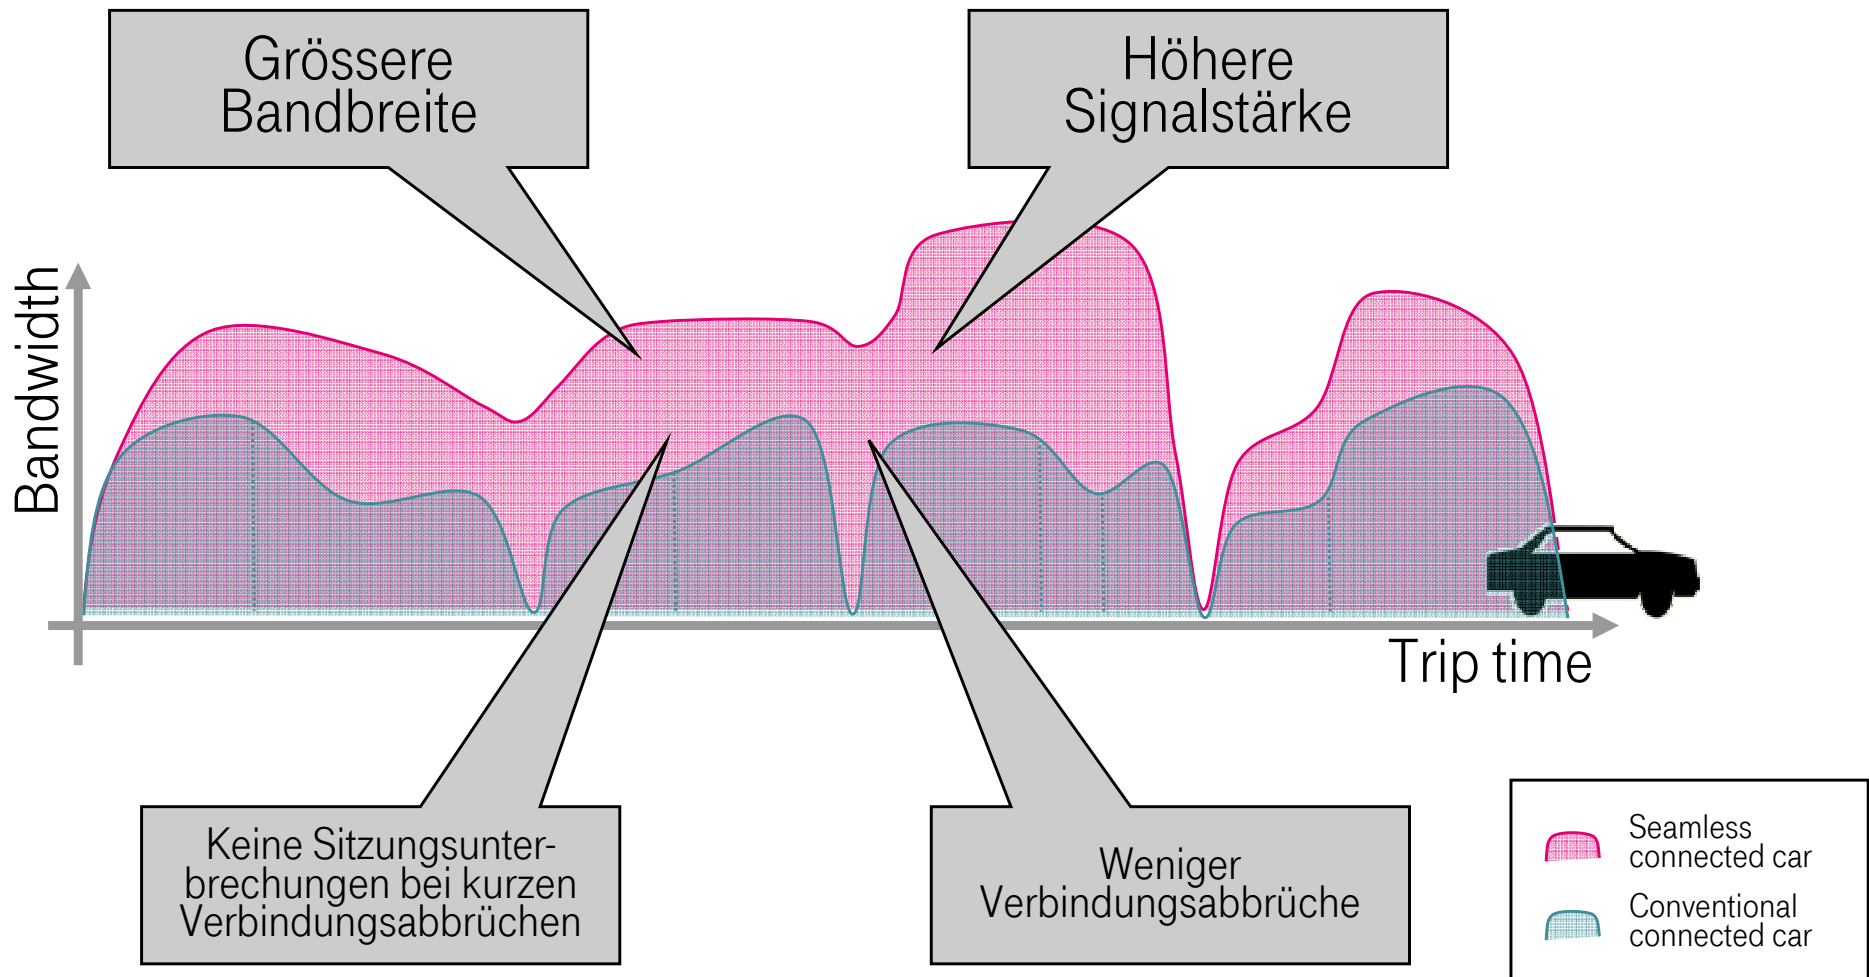 Grössere
Bandbreite
Höhere
Signalstärke
Bandwidth
Trip time
Keine Sitzungsunter-
brechungen bei kurzen
Verbindungsabbrüchen
Weniger
Verbindungsabbrüche
Seamless
connected car
Conventional
connected car